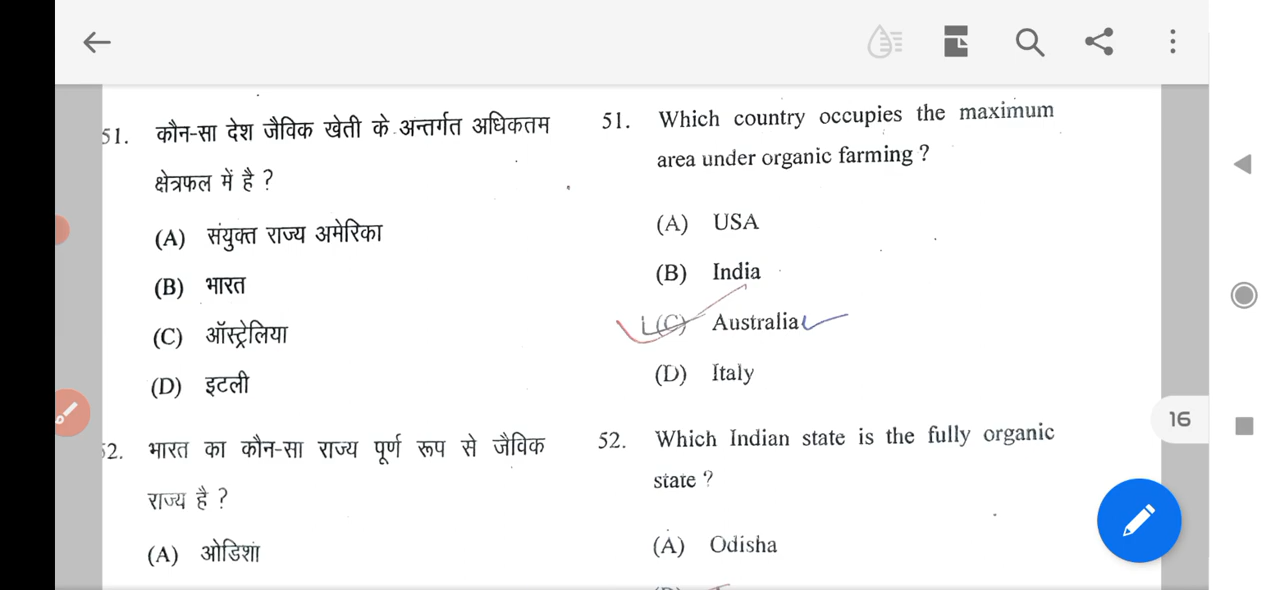 51. कौन-सा देश जैविक खेती के अन्तर्गत अधिकतम
क्षेत्रफल में है ?
(A) संयुक्त राज्य अमेरिका
(B) भारत
(C) ऑस्ट्रेलिया
(D) इटली
52. भारत का कौन-सा राज्य पूर्ण रूप से जैविक
राज्य है ?
(A) ओडिशा
51. Which country occupies the maximum
area under organic farming ?
(A) USA
(B) India
(C) Australia
(D) Italy
52. Which Indian state is the fully organic
state ?
(A) Odisha
16